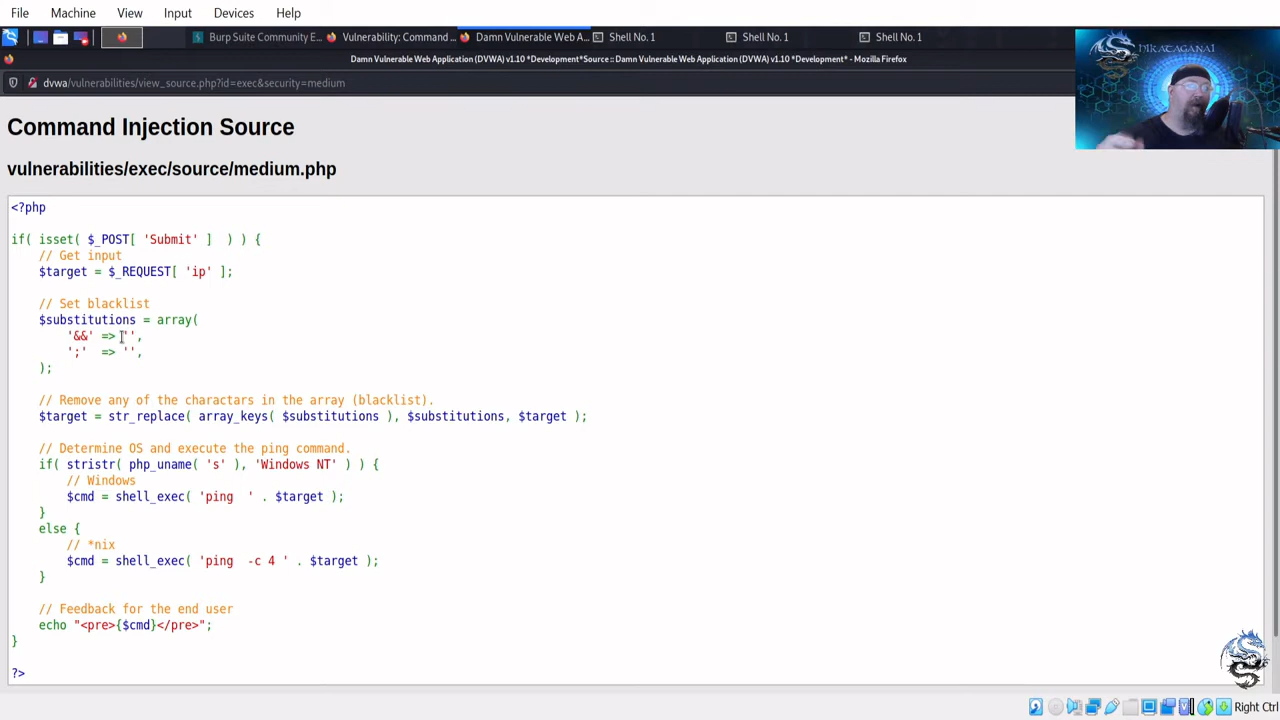 File Machine View Input Devices Help
Burp Suite Community E...
Vulnerability: Command ...
Damn Vulnerable Web A...
Shell No. 1
Shell No. 1
Shell No. 1
Damn Vulnerable Web Application (DVWA) v1.10 *Development*Source :: Damn Vulnerable Web Application (DVWA) v1.10 *Development* - Mozilla Firefox
HIKATAGANAI
dvwa/vulnerabilities/view_source.php?id=exec&security=medium
Command Injection Source
vulnerabilities/exec/source/medium.php
<?php
if( isset( $_POST[ 'Submit' ]  ) ) {
    // Get input
    $target = $_REQUEST[ 'ip' ];
    // Set blacklist
    $substitutions = array(
        '&&' => '',
        ';'  => '',
    );
    // Remove any of the charactars in the array (blacklist).
    $target = str_replace( array_keys( $substitutions ), $substitutions, $target );
    // Determine OS and execute the ping command.
    if( stristr( php_uname( 's' ), 'Windows NT' ) ) {
        // Windows
        $cmd = shell_exec( 'ping  ' . $target );
    }
    else {
        // *nix
        $cmd = shell_exec( 'ping  -c 4 ' . $target );
    }
    // Feedback for the end user
    echo "<pre>{$cmd}</pre>";
}
?>
Right Ctrl